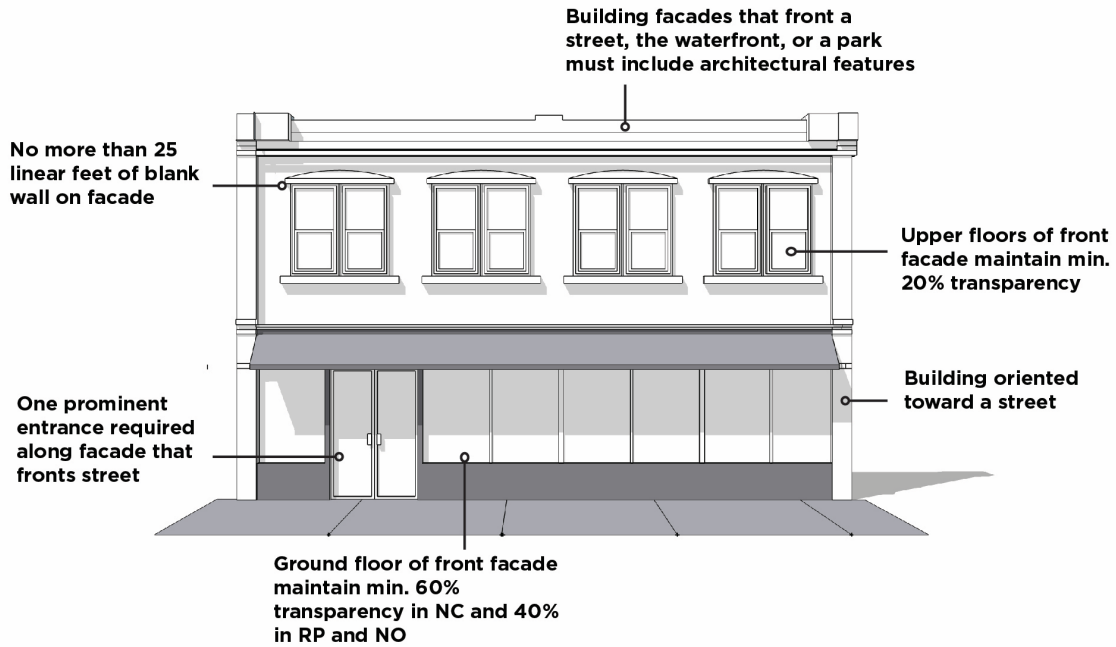 Building facades that front a
street, the waterfront, or a park
must include architectural features
No more than 25
linear feet of blank
wall on facade
Upper floors of front
facade maintain min.
20% transparency
Building oriented
toward a street
One prominent
entrance required
along facade that
fronts street
Ground floor of front facade
maintain min. 60%
transparency in NC and 40%
in RP and NO